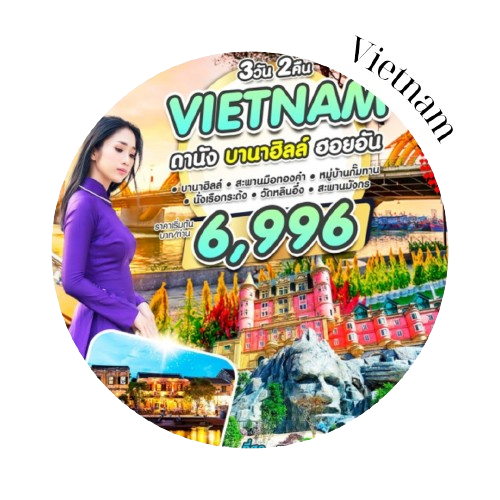 Vietnam
3วัน 2คืน
VIETNAM
ดานัง บานาฮิลล์ ฮอยอัน
• บานาฮิลล์ • สะพานมือทองคำ • หมู่บ้านกั๊มทาน
• นั่งเรือกระด้ง • วัดหลินอึ๋ง • สะพานมังกร
ราคาเริ่มต้น
บาท/ท่าน
6,996